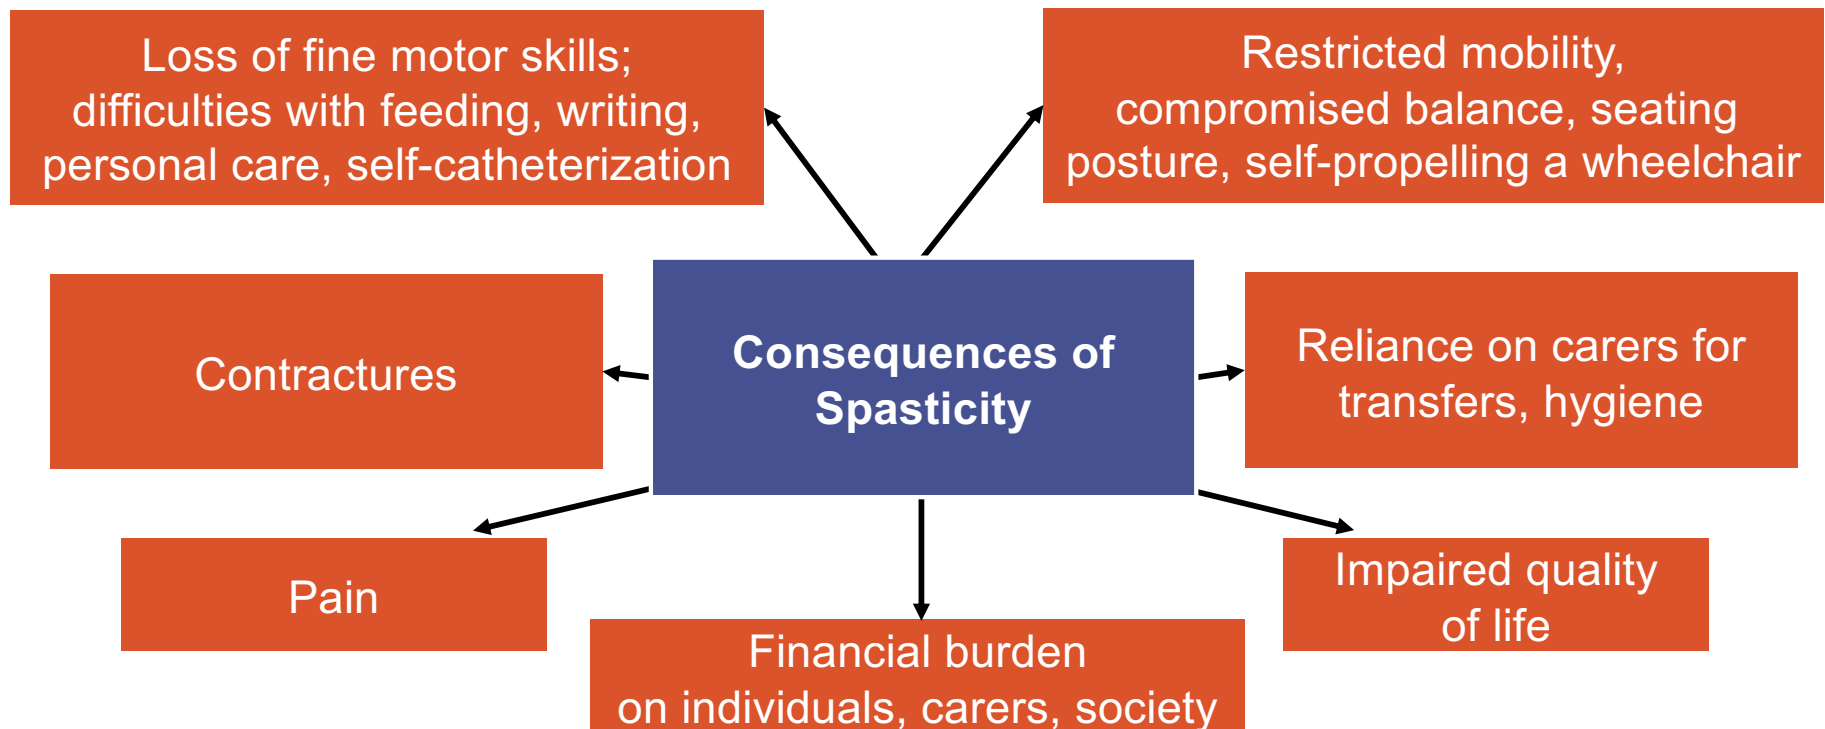 Loss of fine motor skills;
difficulties with feeding, writing,
personal care, self-catheterization
Restricted mobility,
compromised balance, seating
posture, self-propelling a wheelchair
Contractures
Consequences of
Spasticity
Reliance on carers for
transfers, hygiene
Pain
Financial burden
on individuals, carers, society
Impaired quality
of life